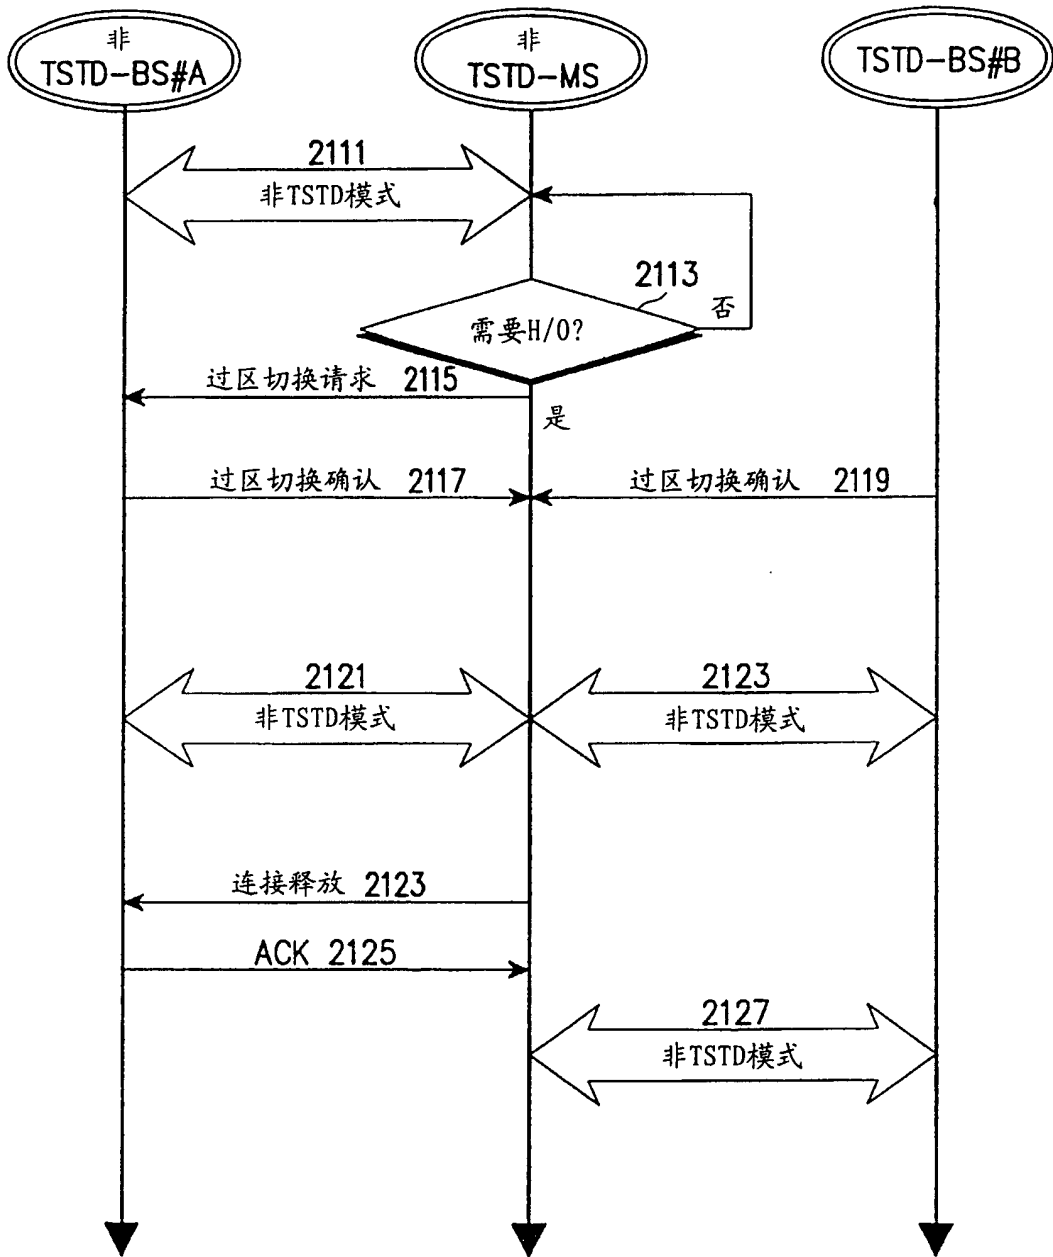 非
TSTD-BS#A
非
TSTD-MS
TSTD-BS#B
2111
非TSTD模式
2113
否
需要H/O?
过区切换请求 2115
是
过区切换确认 2117
过区切换确认 2119
2121
非TSTD模式
2123
非TSTD模式
连接释放 2123
ACK 2125
2127
非TSTD模式